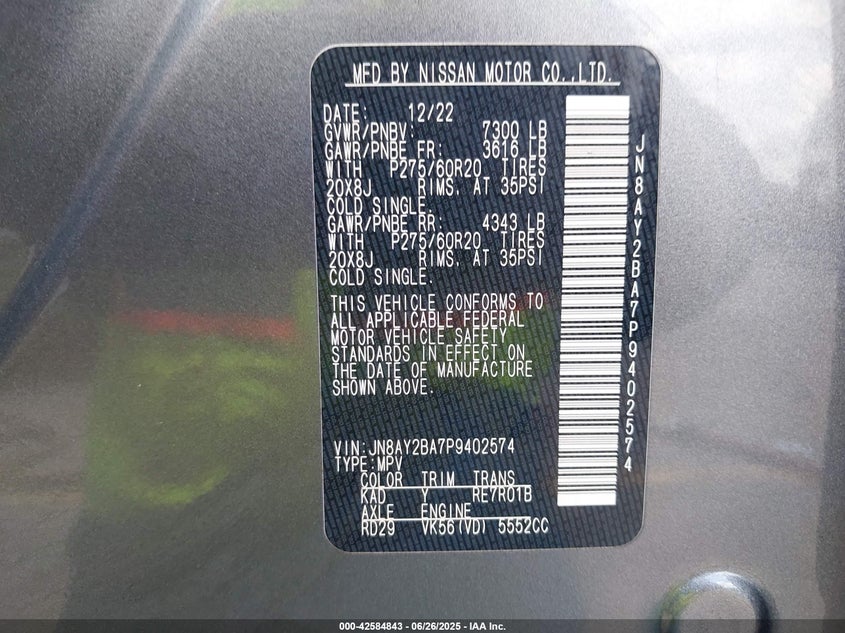 MFD BY NISSAN MOTOR CO.,LTD.
DATE: 12/22
GVWR/PNBV: 7300 LB
GAWR/PNBE FR: 3616 LB
WITH P275/60R20 TIRES
20X8J RIMS. AT 35PSI
COLD SINGLE.
GAWR/PNBE RR: 4343 LB
WITH P275/60R20 TIRES
20X8J RIMS. AT 35PSI
COLD SINGLE.
THIS VEHICLE CONFORMS TO
ALL APPLICABLE FEDERAL
MOTOR VEHICLE SAFETY
STANDARDS IN EFFECT ON
THE DATE OF MANUFACTURE
SHOWN ABOVE.
VIN:JN8AY2BA7P9402574
TYPE:MPV
COLOR TRIM TRANS
KAD Y RE7R01B
AXLE ENGINE
RD29 VK56(VD) 5552CC
JN8AY2BA7P9402574
000-42584843 - 06/26/2025 - IAA Inc.